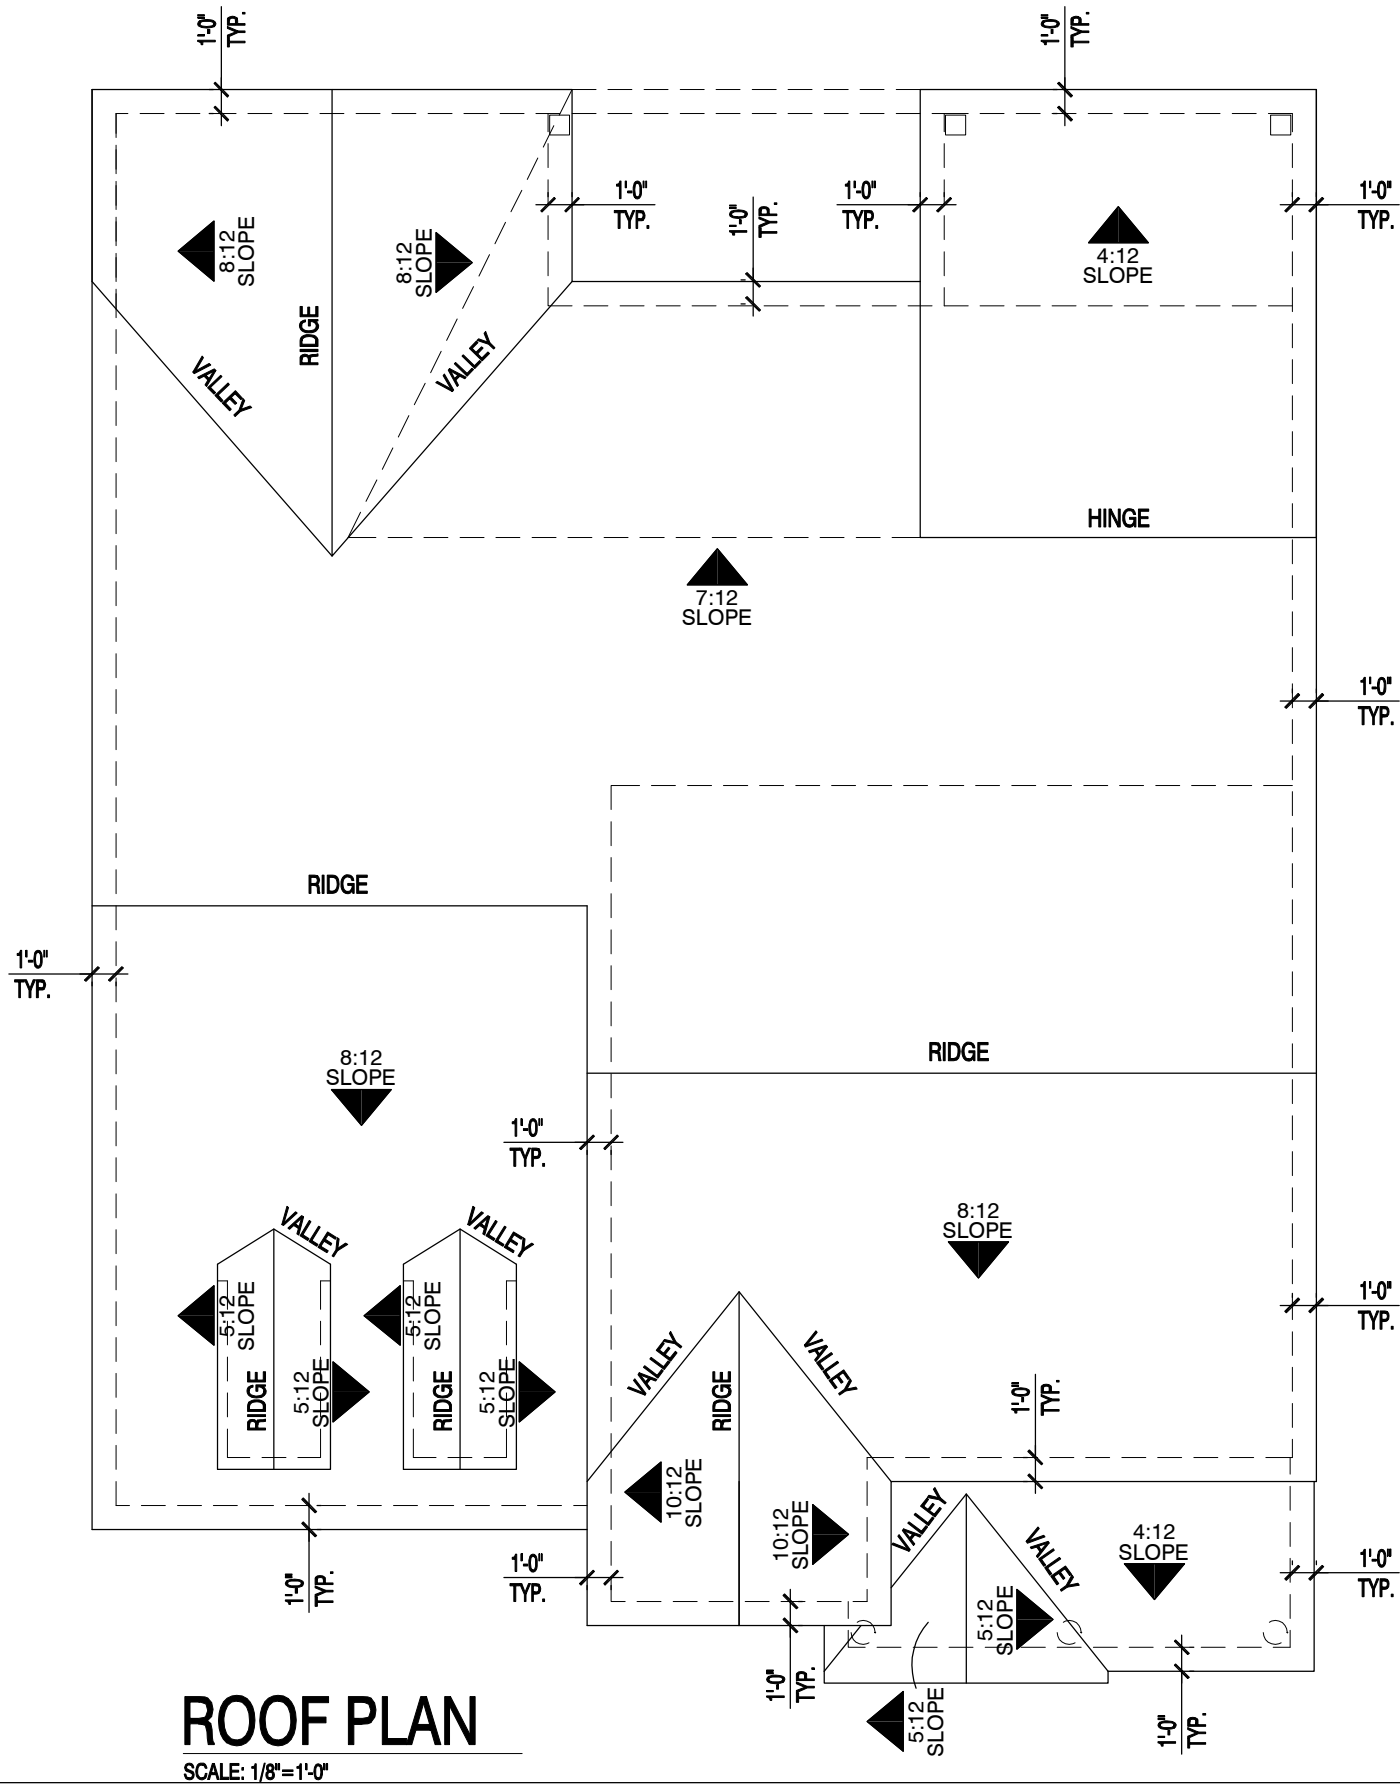 1'-0"
TYP.
1'-0"
TYP.
1'-0"
TYP.
1'-0"
TYP.
1'-0"
TYP.
1'-0"
TYP.
8:12
SLOPE
8:12
SLOPE
4:12
SLOPE
RIDGE
VALLEY
VALLEY
HINGE
7:12
SLOPE
1'-0"
TYP.
RIDGE
1'-0"
TYP.
RIDGE
8:12
SLOPE
1'-0"
TYP.
VALLEY
VALLEY
8:12
SLOPE
5:12
SLOPE
5:12
SLOPE
1'-0"
TYP.
RIDGE
5:12
SLOPE
RIDGE
5:12
SLOPE
VALLEY
RIDGE
VALLEY
1'-0"
TYP.
10:12
SLOPE
10:12
SLOPE
VALLEY
VALLEY
4:12
SLOPE
1'-0"
TYP.
1'-0"
TYP.
1'-0"
TYP.
5:12
SLOPE
1'-0"
TYP.
5:12
SLOPE
1'-0"
TYP.
ROOF PLAN
SCALE: 1/8"=1'-0"